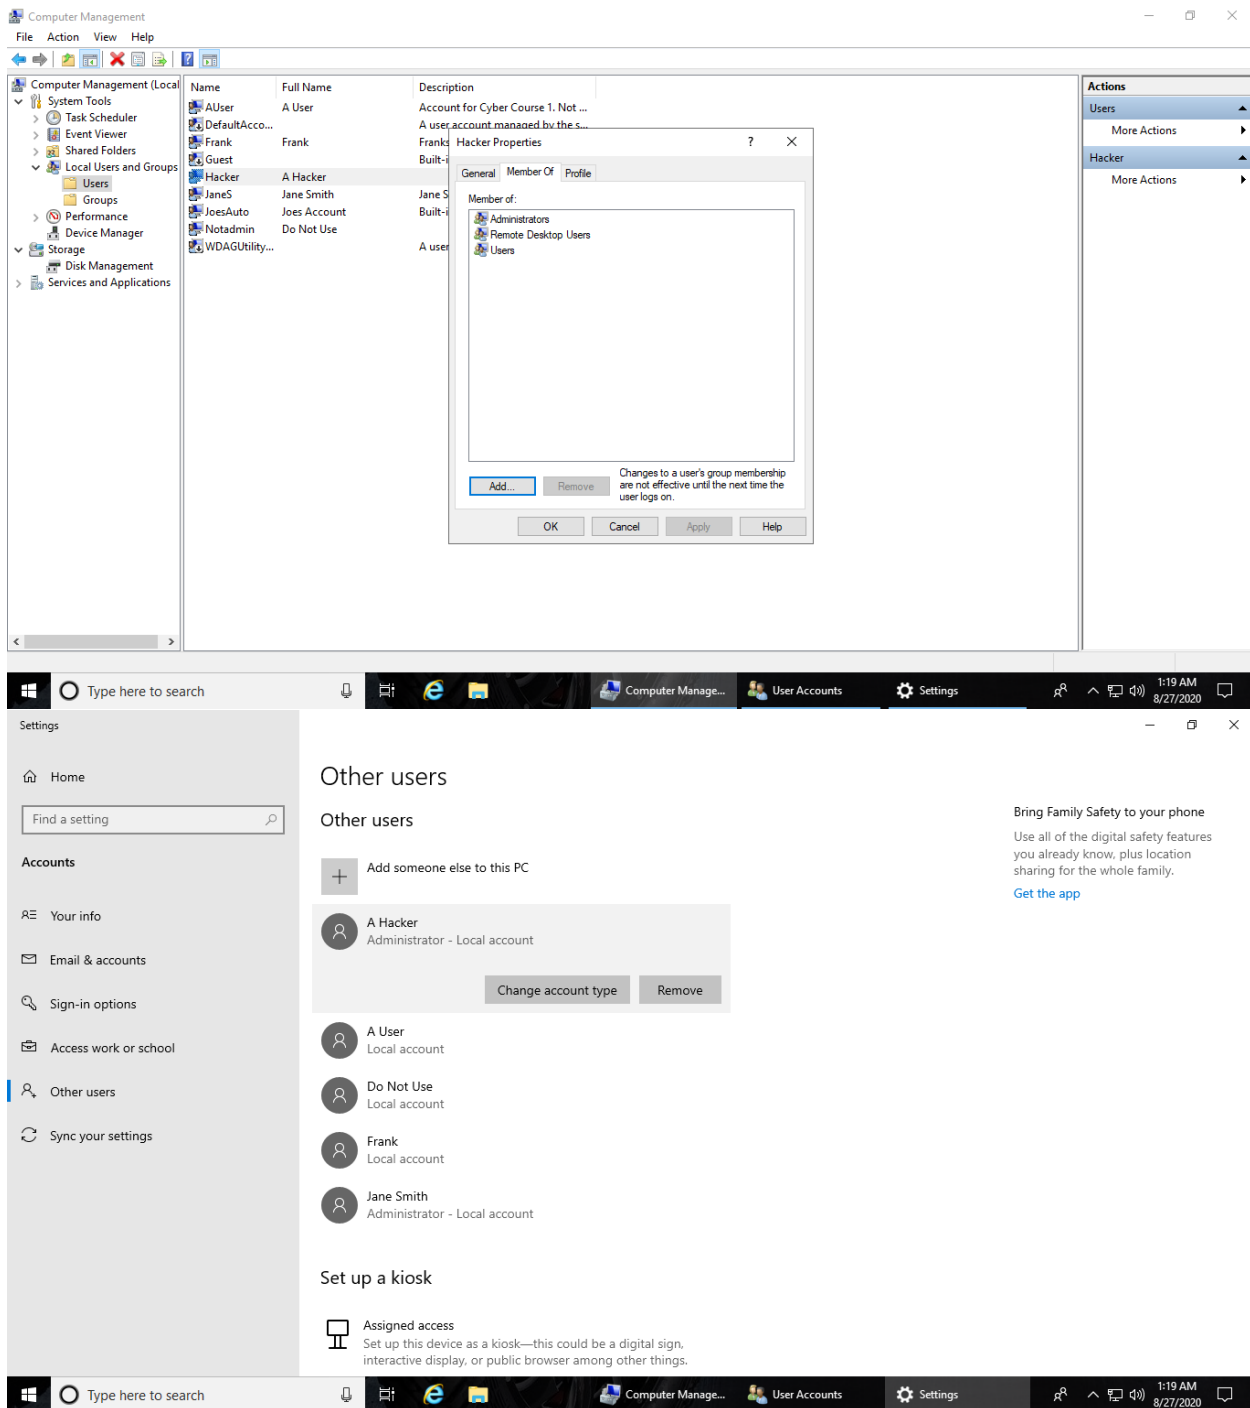 Computer Management
File Action View Help
Computer Management (Local
System Tools
Task Scheduler
Event Viewer
Shared Folders
Local Users and Groups
Users
Groups
Performance
Device Manager
Storage
Disk Management
Services and Applications
Name Full Name Description
AUser A User Account for Cyber Course 1. Not ...
DefaultAcco... A user account managed by the s...
Frank Frank Franks
Guest Built-i
Hacker A Hacker
JaneS Jane Smith Jane S
JoesAuto Joes Account Built-i
Notadmin Do Not Use
WDAGUtility... A user
Hacker Properties ?
General Member Of Profile
Member of:
Administrators
Remote Desktop Users
Users
Add... Remove
Changes to a user's group membership
are not effective until the next time the
user logs on.
OK Cancel Apply Help
Actions
Users
More Actions
Hacker
More Actions
Type here to search
Computer Manage... User Accounts Settings
1:19 AM
8/27/2020
Settings
Home
Find a setting
Accounts
Your info
Email & accounts
Sign-in options
Access work or school
Other users
Sync your settings
Other users
Other users
Add someone else to this PC
A Hacker
Administrator - Local account
Change account type Remove
A User
Local account
Do Not Use
Local account
Frank
Local account
Jane Smith
Administrator - Local account
Set up a kiosk
Assigned access
Set up this device as a kiosk—this could be a digital sign,
interactive display, or public browser among other things.
Bring Family Safety to your phone
Use all of the digital safety features
you already know, plus location
sharing for the whole family.
Get the app
Type here to search
Computer Manage... User Accounts Settings
1:19 AM
8/27/2020